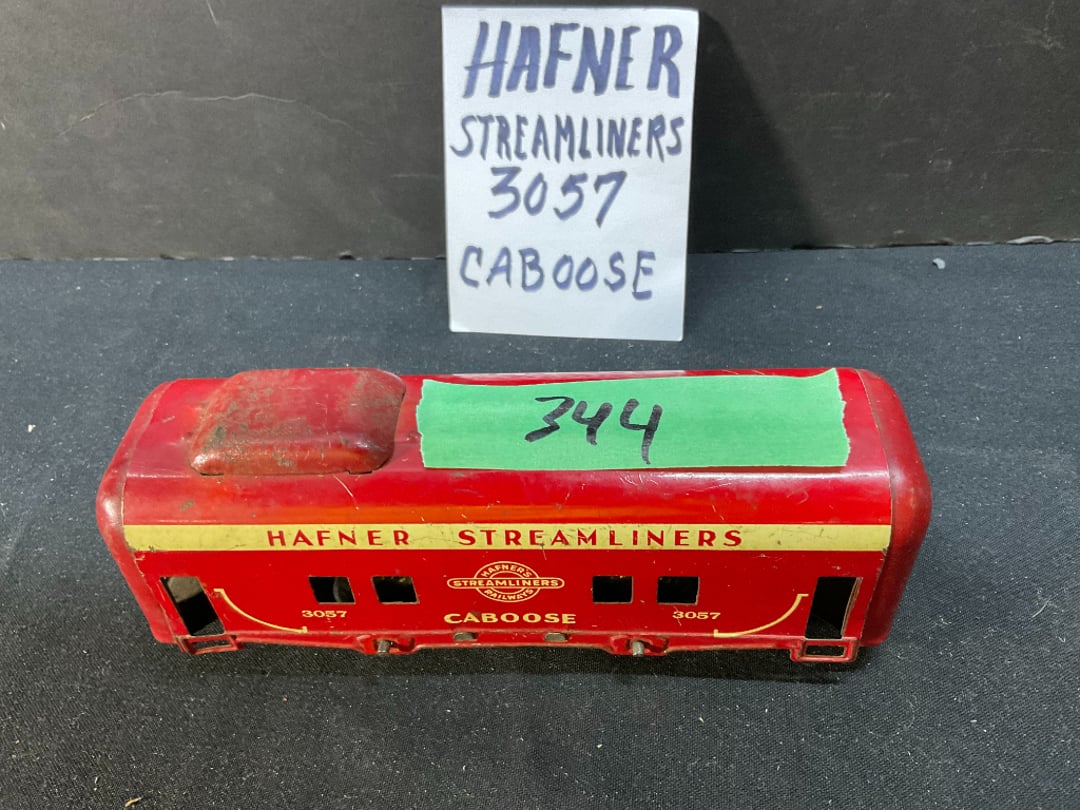 HAFNER
STREAMLINERS
3057
CABOOSE
344
HAFNER STREAMLINERS
HAFNER'S
STREAMLINERS
RAILWAYS
3057
CABOOSE
3057